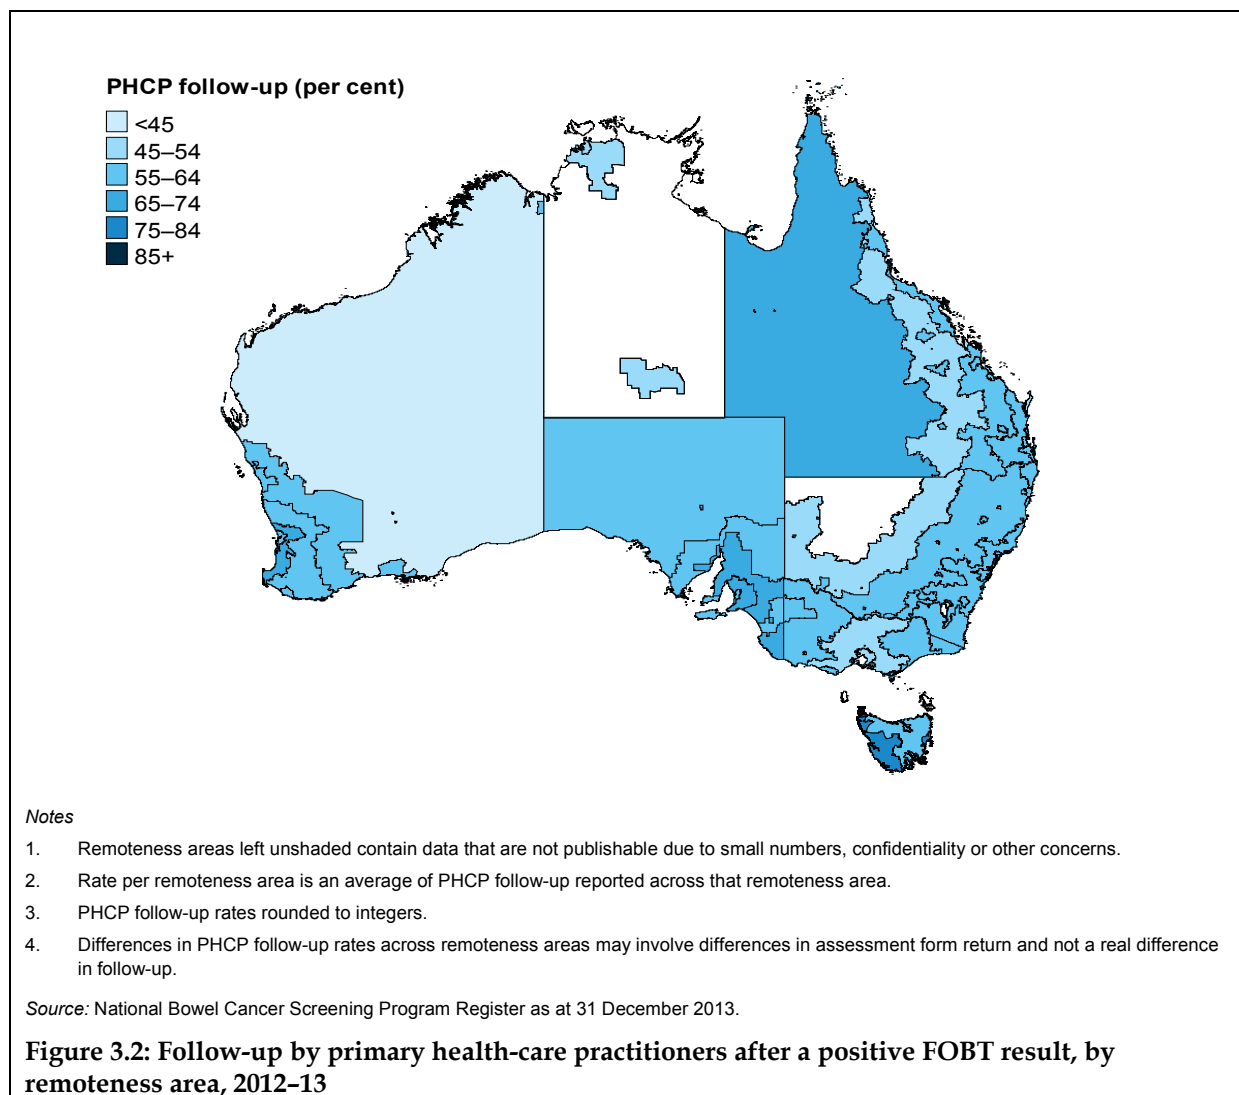 PHCP follow-up (per cent)
<45
45–54
55–64
65–74
75–84
85+
Notes
1. Remoteness areas left unshaded contain data that are not publishable due to small numbers, confidentiality or other concerns.
2. Rate per remoteness area is an average of PHCP follow-up reported across that remoteness area.
3. PHCP follow-up rates rounded to integers.
4. Differences in PHCP follow-up rates across remoteness areas may involve differences in assessment form return and not a real difference
in follow-up.
Source: National Bowel Cancer Screening Program Register as at 31 December 2013.
Figure 3.2: Follow-up by primary health-care practitioners after a positive FOBT result, by
remoteness area, 2012–13